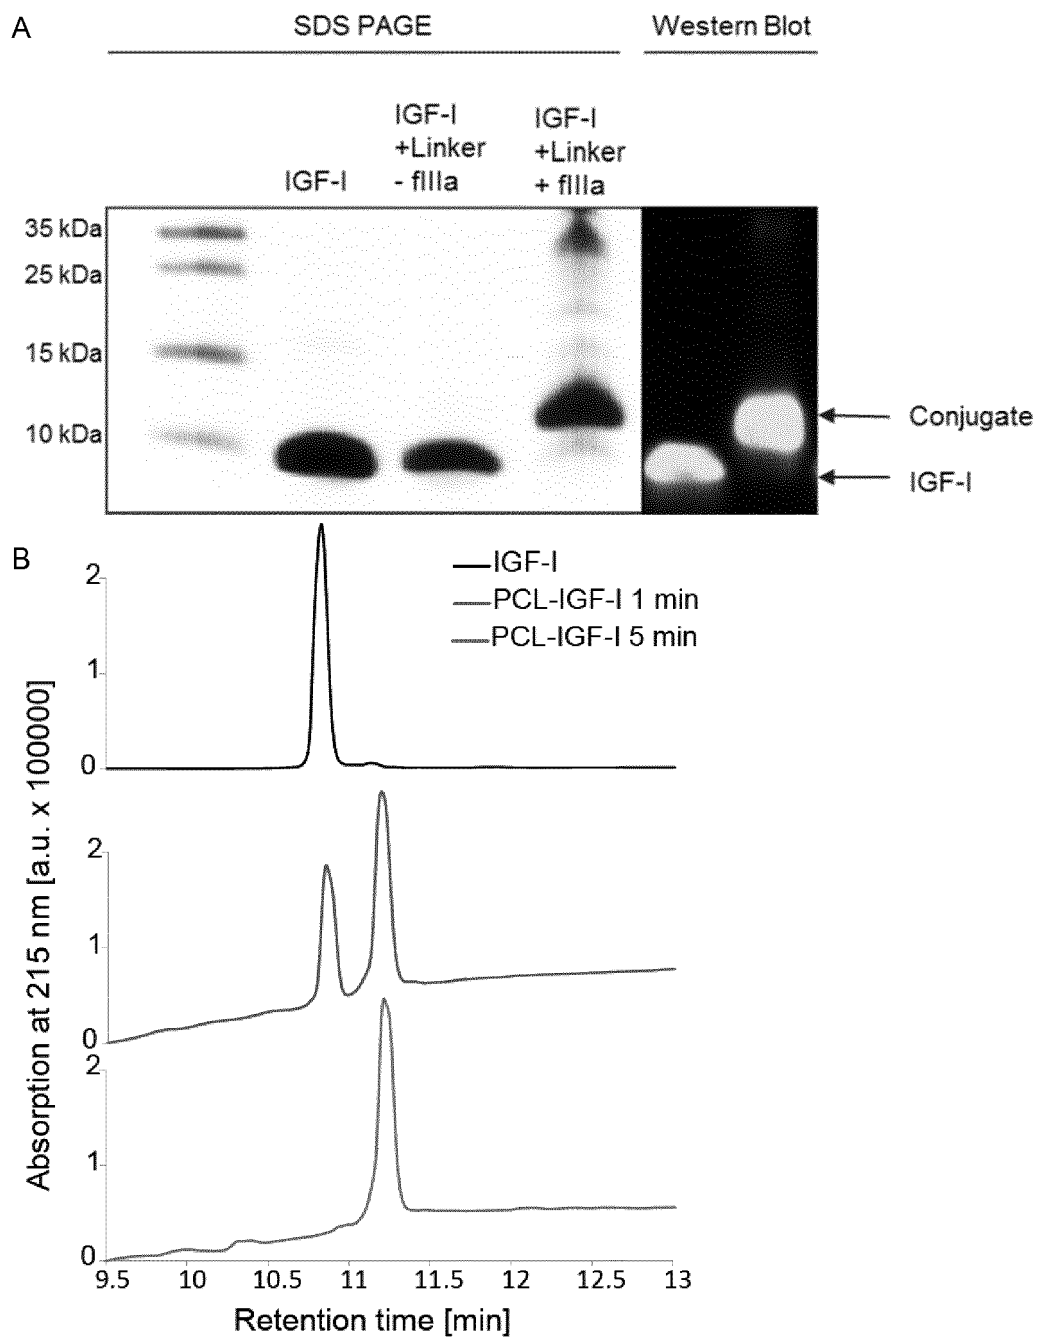 A
SDS PAGE
Western Blot
IGF-I
IGF-I
+Linker
- fIIIa
IGF-I
+Linker
+ fIIIa
35 kDa
25 kDa
15 kDa
10 kDa
Conjugate
IGF-I
B
IGF-I
PCL-IGF-I 1 min
PCL-IGF-I 5 min
Absorption at 215 nm [a.u. x 100000]
2
1
0
2
1
0
2
1
0
9.5 10 10.5 11 11.5 12 12.5 13
Retention time [min]